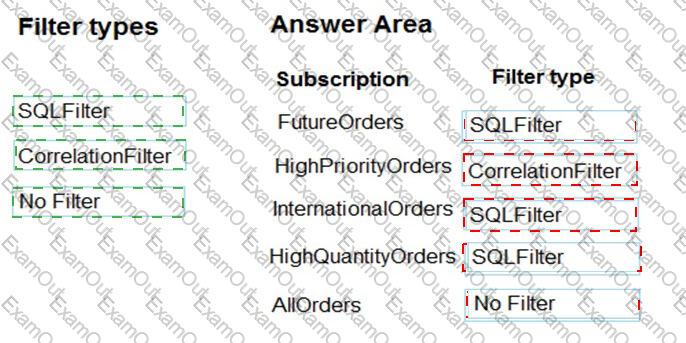 Filter types
Answer Area
Subscription Filter type
SQLFilter
CorrelationFilter
No Filter
FutureOrders SQLFilter
HighPriorityOrders CorrelationFilter
InternationalOrders SQLFilter
HighQuantityOrders SQLFilter
AllOrders No Filter